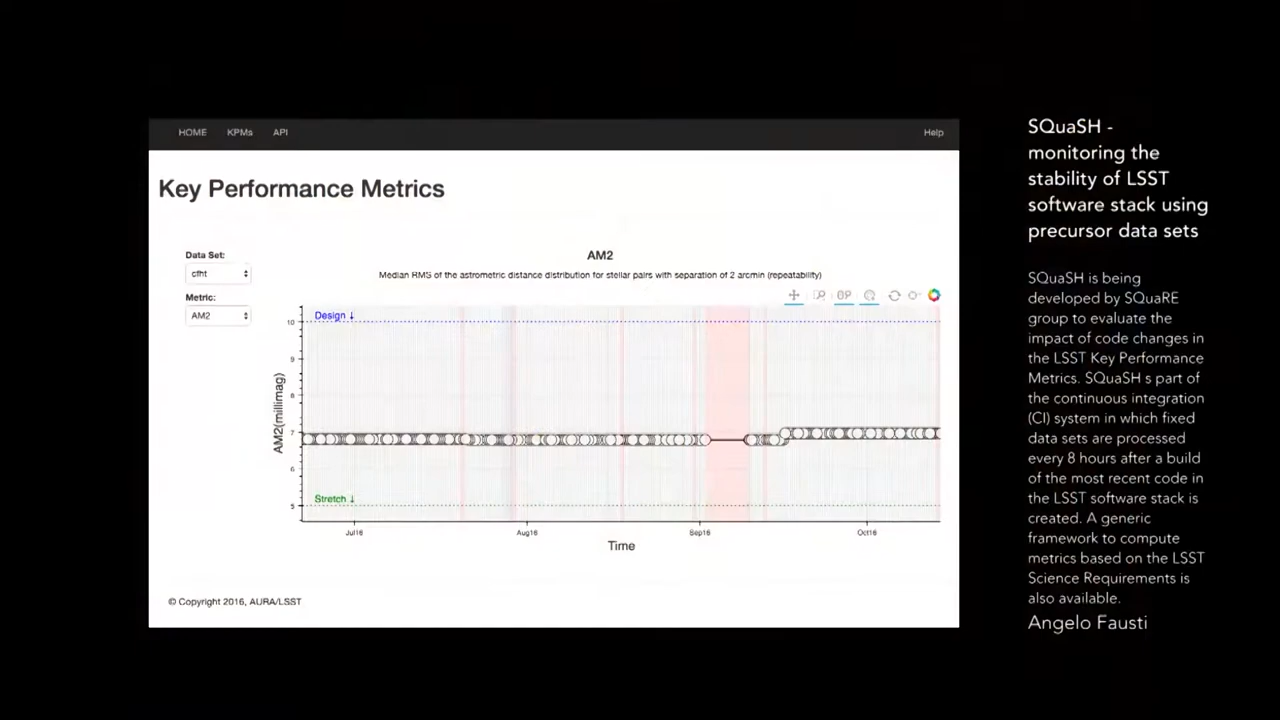 HOME KPMs API Help
Key Performance Metrics
Data Set:
cfht
Metric:
AM2
AM2
Median RMS of the astrometric distance distribution for stellar pairs with separation of 2 arcmin (repeatability)
Design ↓
10
9
8
7
6
5
AM2(millimag)
Stretch ↓
Jul16 Aug16 Sep16 Oct16
Time
© Copyright 2016, AURA/LSST
SQuaSH -
monitoring the
stability of LSST
software stack using
precursor data sets
SQuaSH is being
developed by SQuaRE
group to evaluate the
impact of code changes in
the LSST Key Performance
Metrics. SQuaSH s part of
the continuous integration
(CI) system in which fixed
data sets are processed
every 8 hours after a build
of the most recent code in
the LSST software stack is
created. A generic
framework to compute
metrics based on the LSST
Science Requirements is
also available.
Angelo Fausti